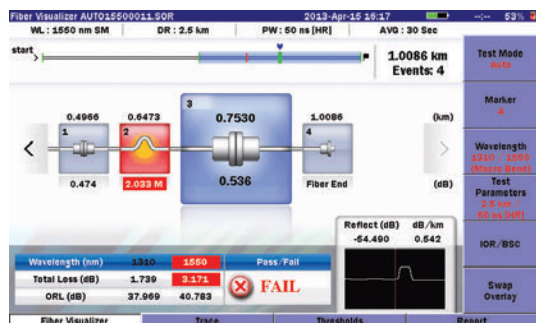 Fiber Visualizer AUTO15500011.SOR 2013-Apr-15 16:17 --;-- 53%
WL : 1550 nm SM DR : 2.5 km PW : 50 ns [HR] AVG : 30 Sec
start
1.0086 km
Events: 4
0.4966 0.6473 0.7530 1.0086 (km)
1 2 3 4
0.474 2.033 M 0.536 Fiber End (dB)
Reflect (dB) dB/km
-54.490 0.542
Wavelength (nm) 1310 1550 Pass/Fail
Total Loss (dB) 1.739 3.171
ORL (dB) 37.969 40.783
FAIL
Test Mode
Auto
Marker
A
Wavelength
1310 / 1550
(Macro Bend)
Test
Parameters
2.5 km
50 ns [HR]
IOR/BSC
Swap
Overlay
Fiber Visualizer Trace Thresholds Report